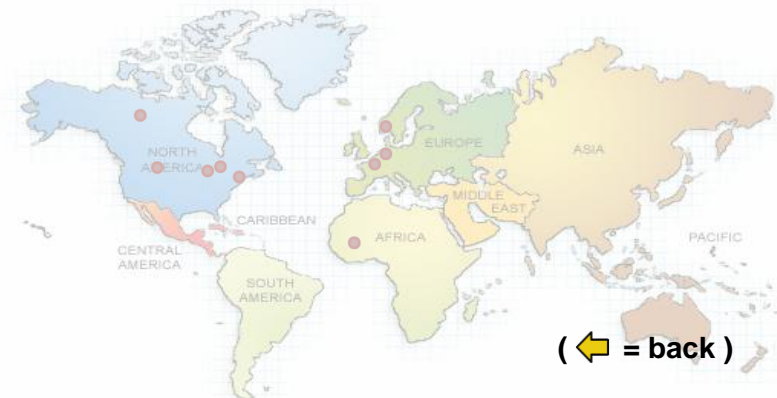 NORTH
AMERICA
EUROPE
ASIA
MIDDLE
EAST
CARIBBEAN
AFRICA
PACIFIC
CENTRAL
AMERICA
SOUTH
AMERICA
( = back )